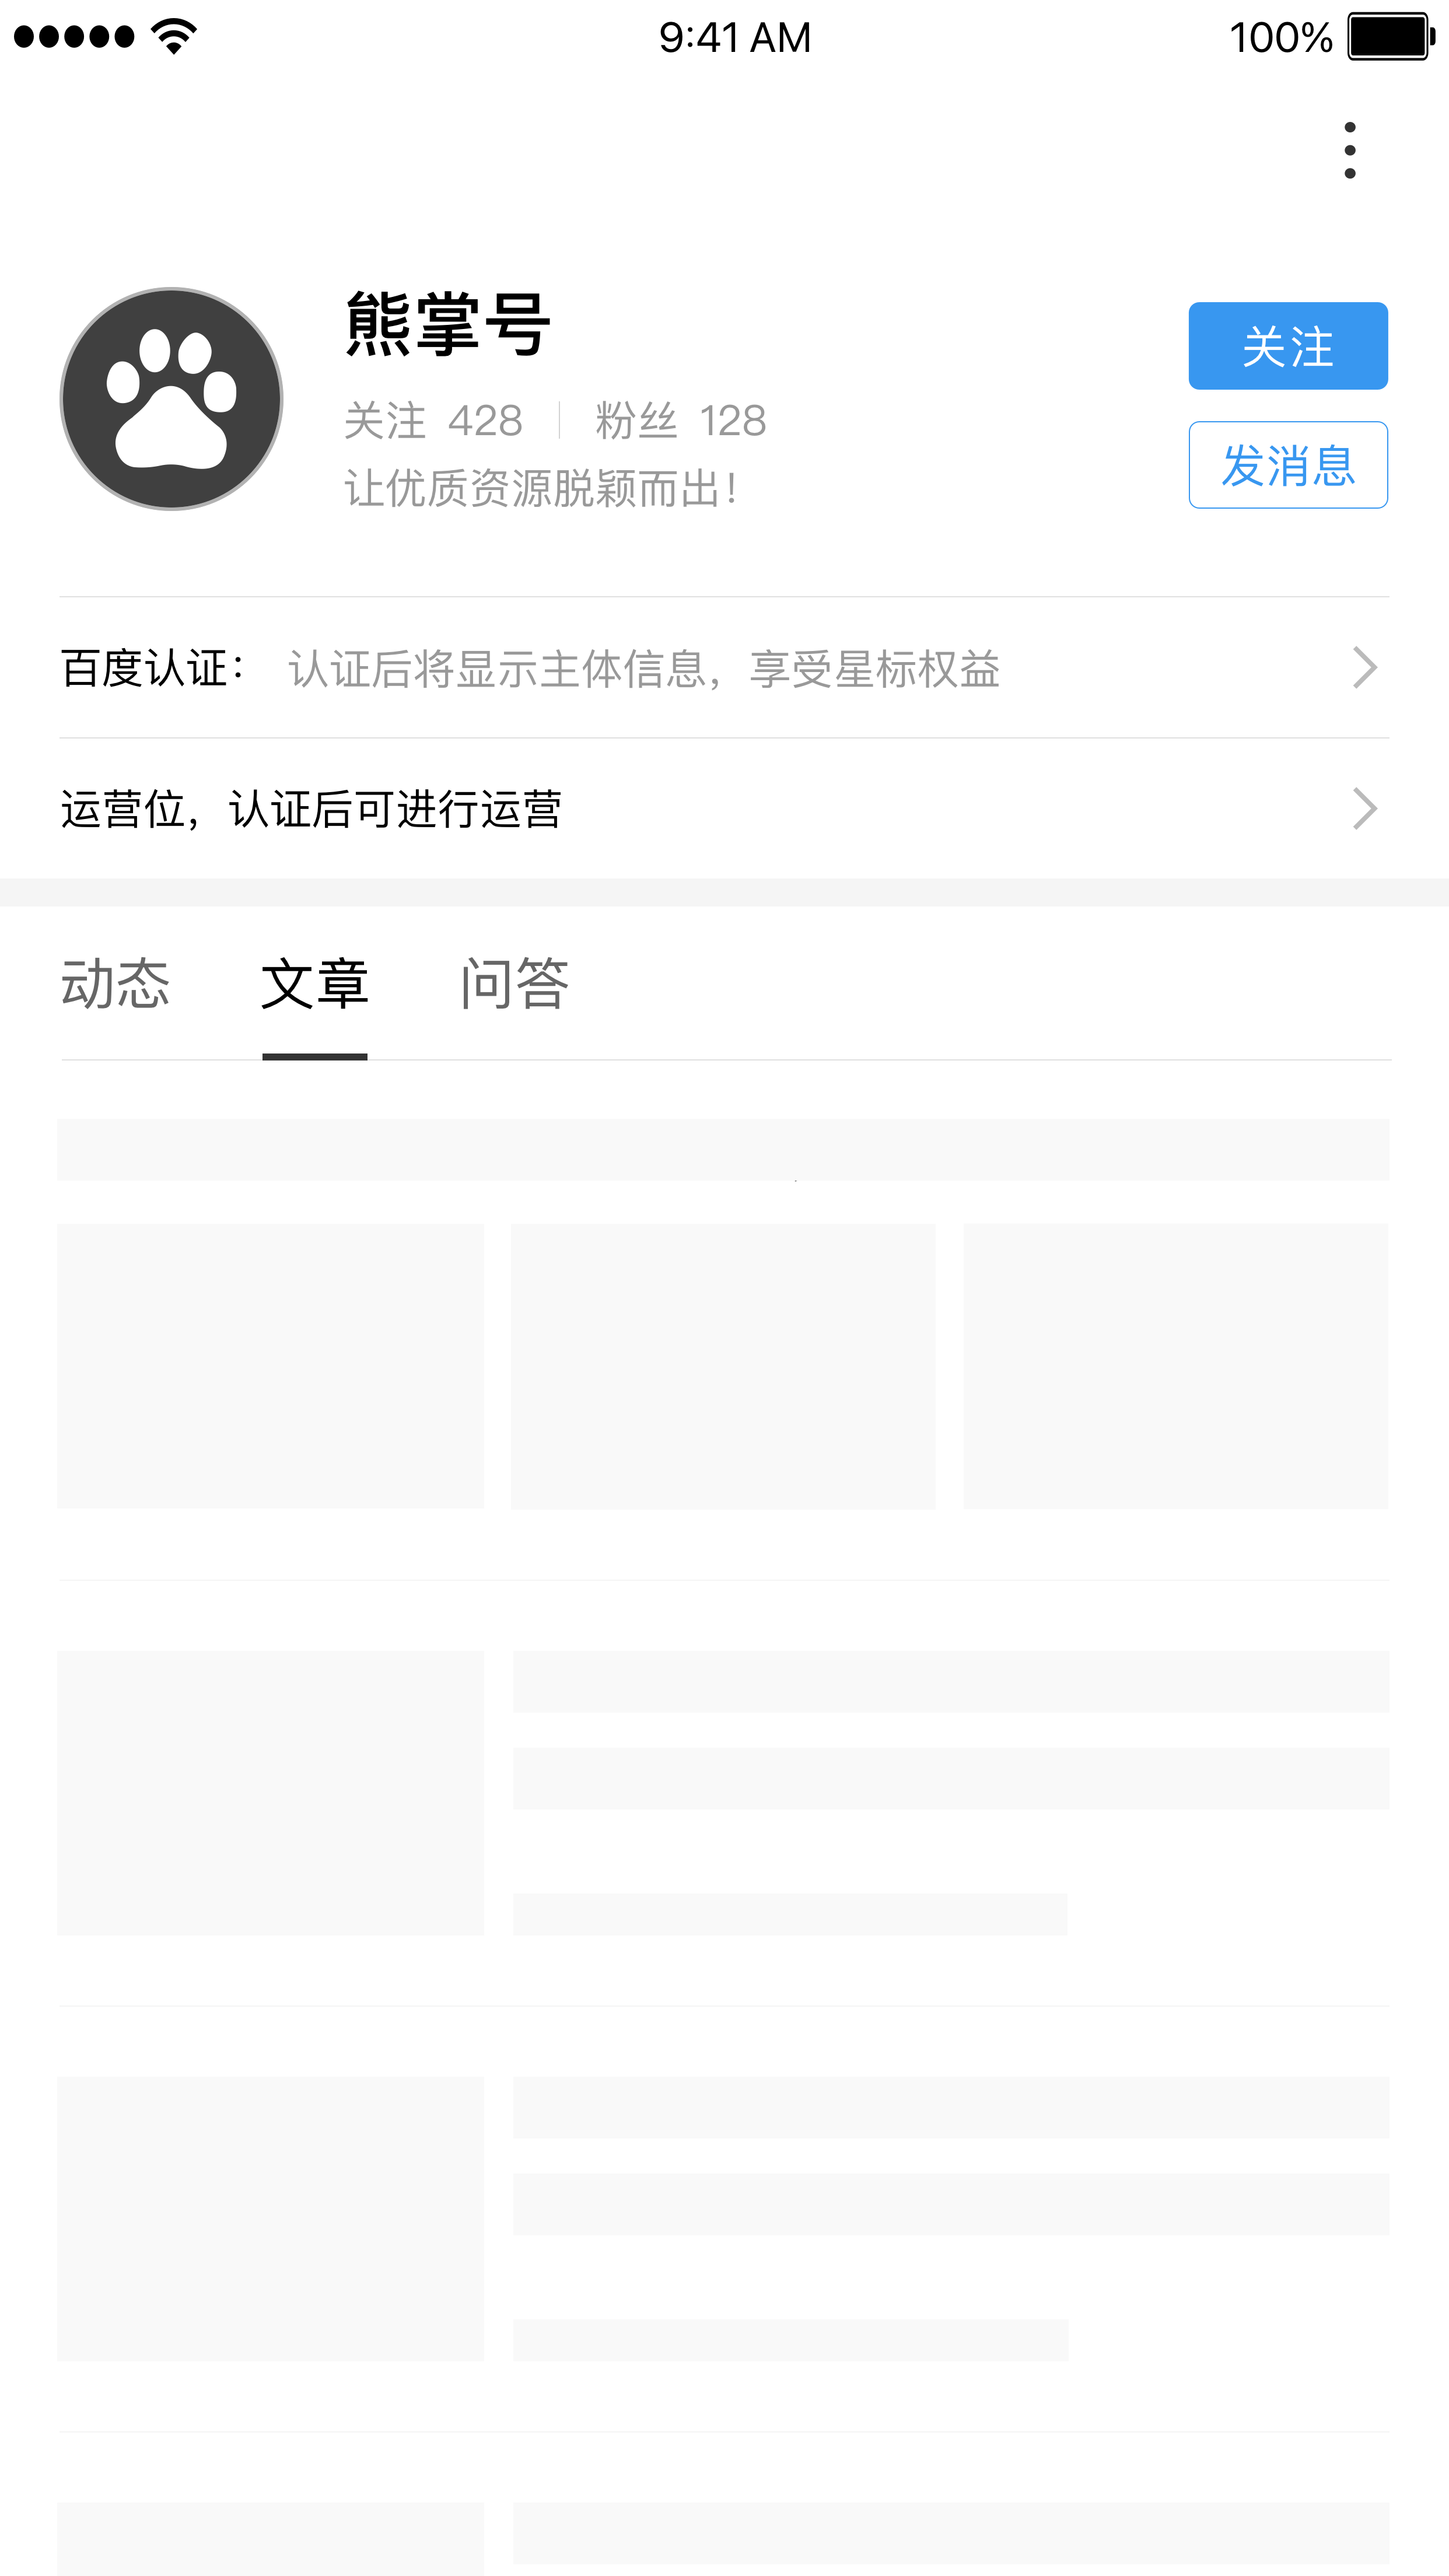 9:41 AM 100%
熊掌号
关注
关注 428 粉丝 128
发消息
让优质资源脱颖而出！
百度认证： 认证后将显示主体信息，享受星标权益
运营位，认证后可进行运营
动态 文章 问答